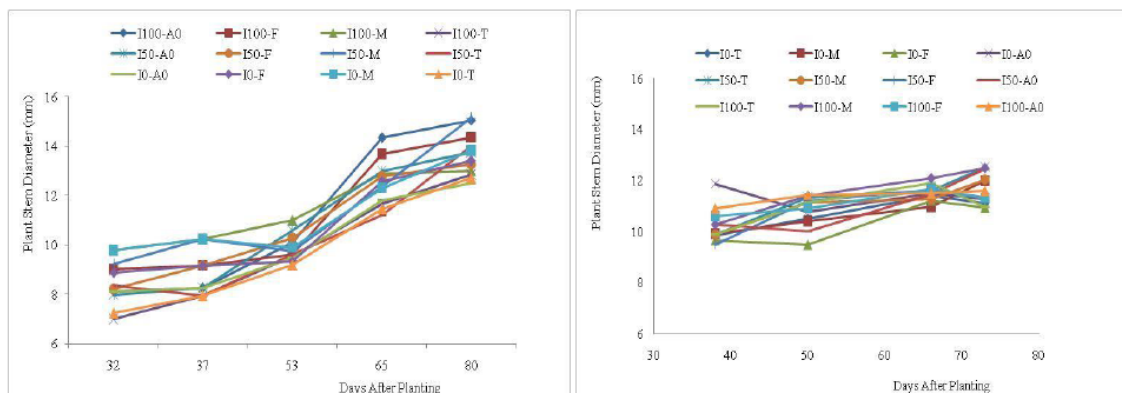 I100-A0 I100-F I100-M I100-T
I50-A0 I50-F I50-M I50-T
I0-A0 I0-F I0-M I0-T
Plant Stem Diameter (mm)
16
14
12
10
8
6
32 37 53 65 80
Days After Planting
I0-T I0-M I0-F I0-A0
I50-T I50-M I50-F I50-A0
I100-T I100-M I100-F I100-A0
Plant Stem Diameter (mm)
16
14
12
10
8
6
30 40 50 60 70 80
Days After Planting